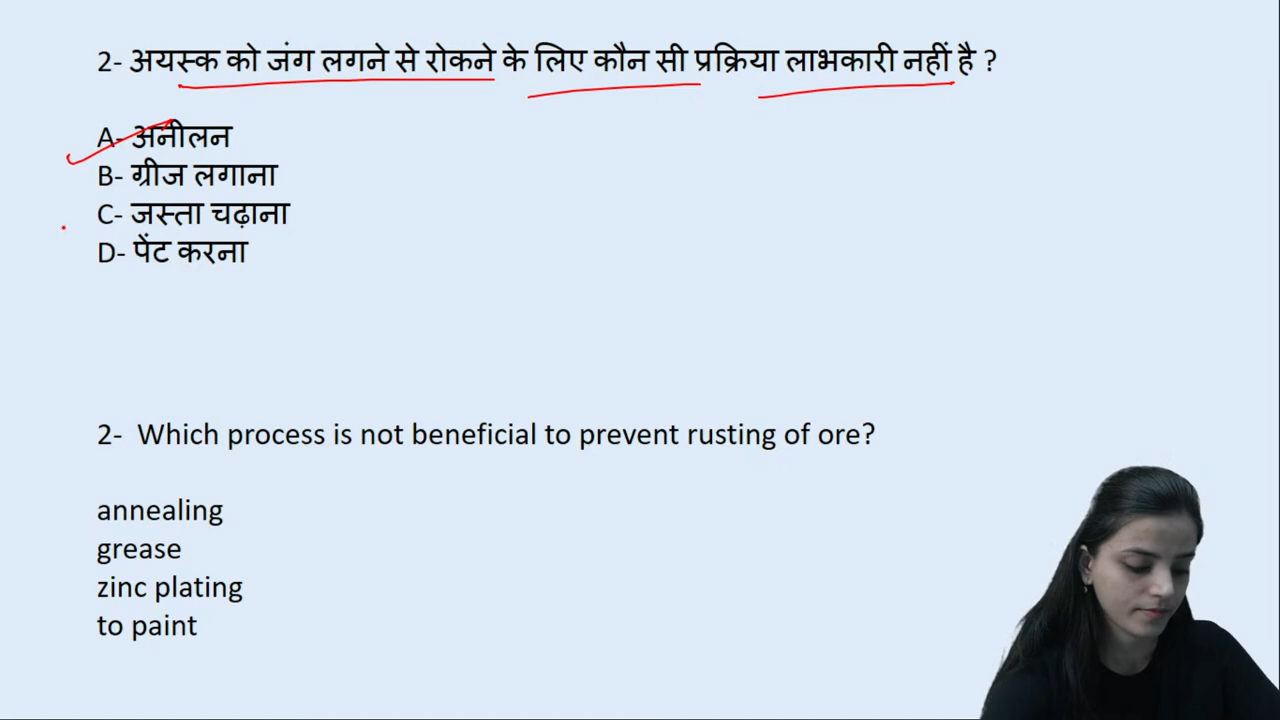 2- अयस्क को जंग लगने से रोकने के लिए कौन सी प्रक्रिया लाभकारी नहीं है ?
A- अनीलन
B- ग्रीज लगाना
C- जस्ता चढ़ाना
D- पेंट करना
2- Which process is not beneficial to prevent rusting of ore?
annealing
grease
zinc plating
to paint